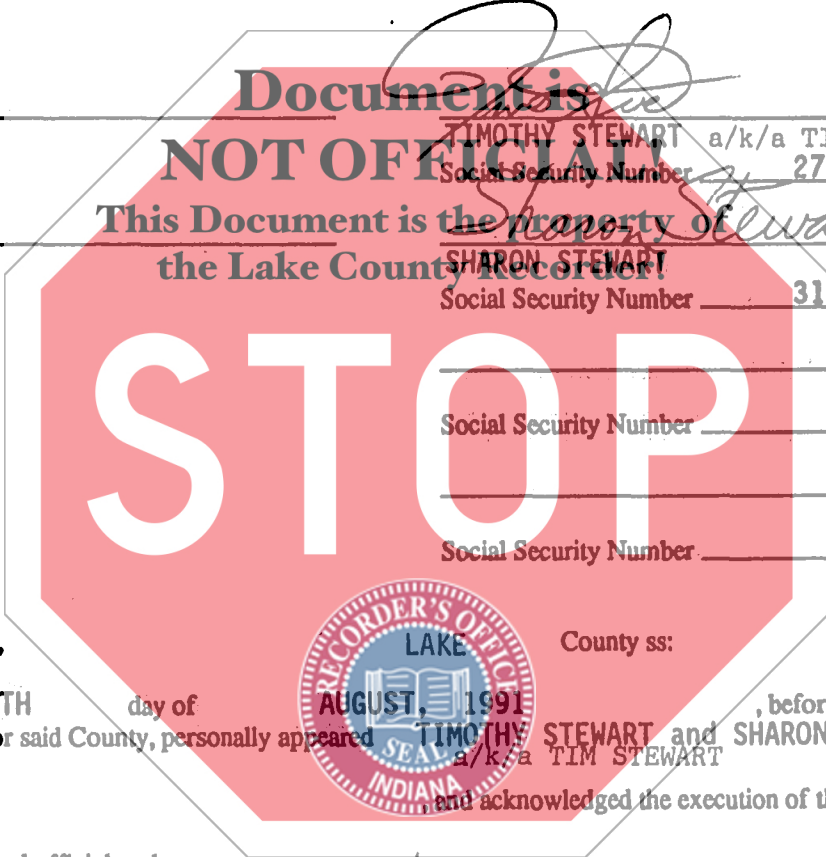 Document is
NOT OFFICIAL!
This Document is the property of
the Lake County Recorder!
TIMOTHY STEWART a/k/a TI
Social Security Number 27
Sharon Stewa
SHARON STEWART
Social Security Number 31
STOP
Social Security Number
Social Security Number
RECORDER'S OFFICE
SEAL
INDIANA
LAKE County ss:
TH day of AUGUST, 1991 , befor
r said County, personally appeared TIMOTHY STEWART and SHARON
a/k/a TIM STEWART
, and acknowledged the execution of th